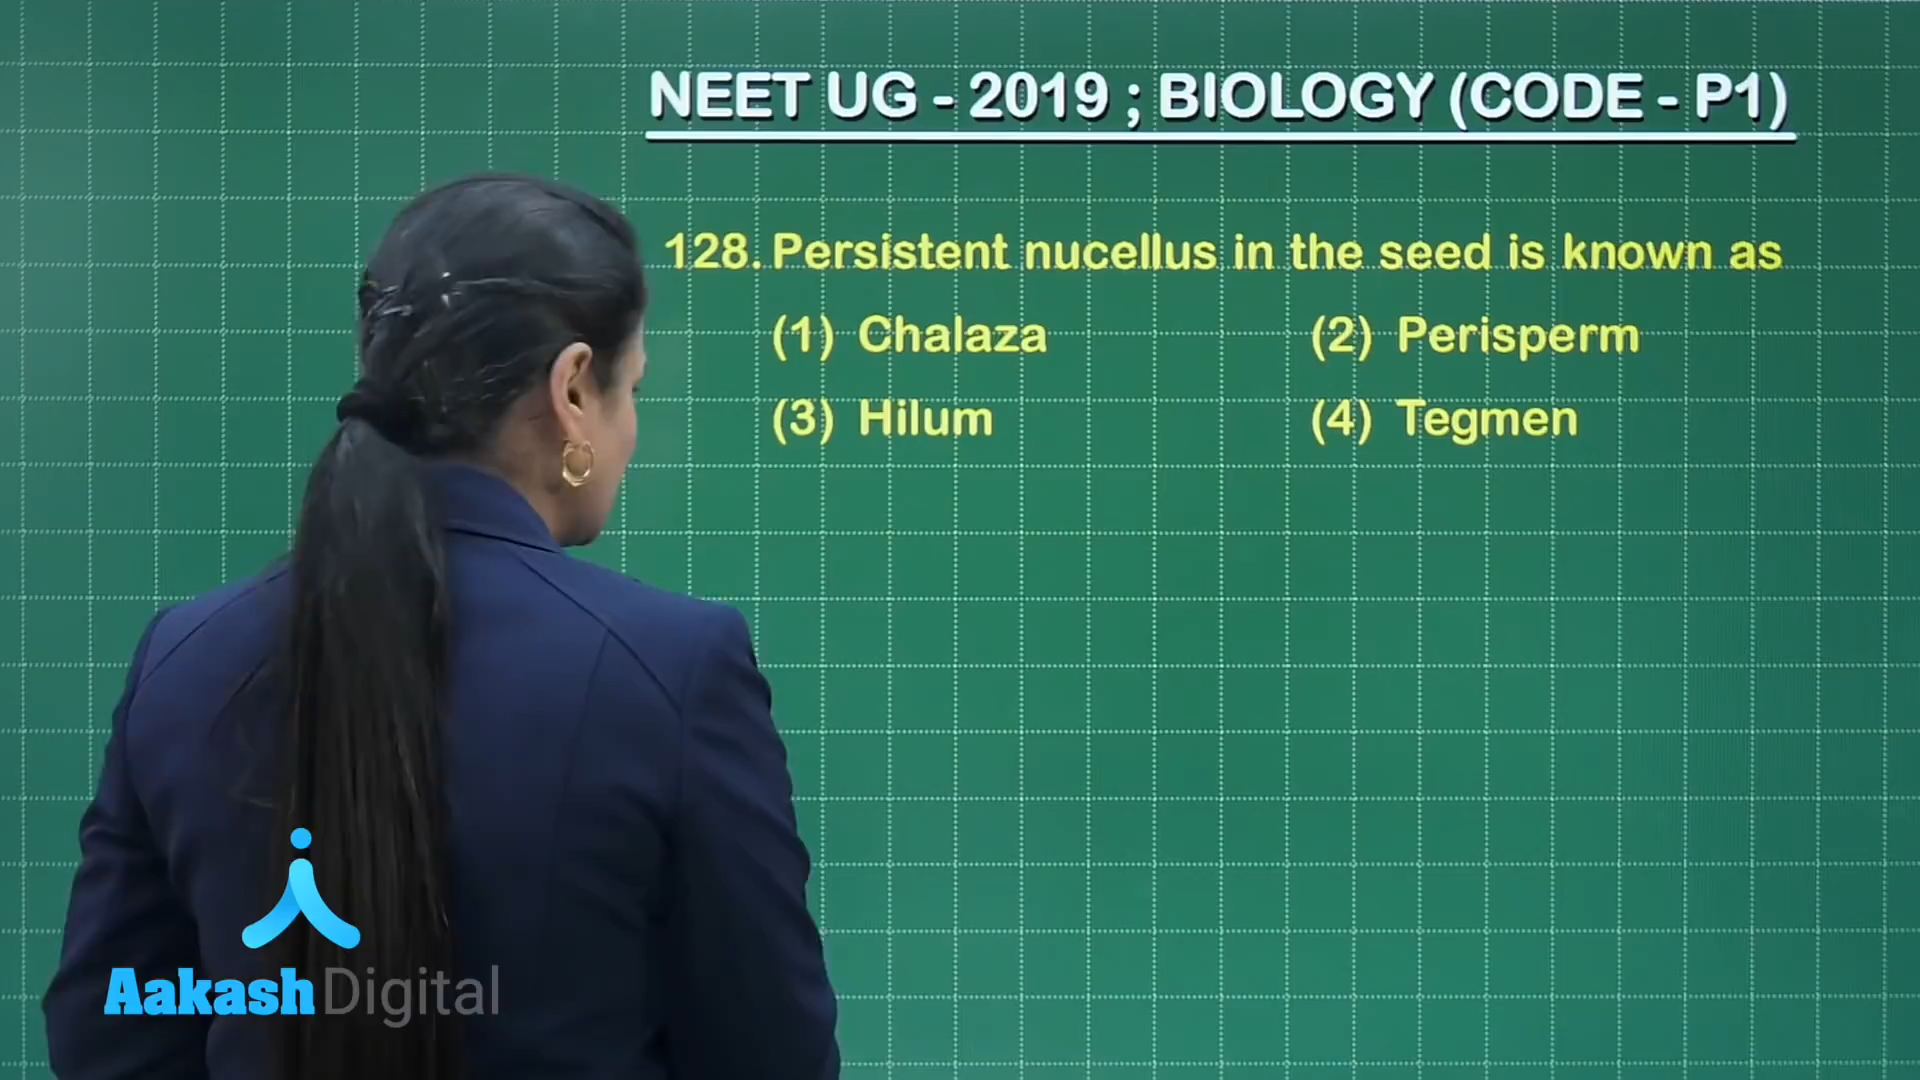 NEET UG - 2019 ; BIOLOGY (CODE - P1)
128. Persistent nucellus in the seed is known as
(1) Chalaza (2) Perisperm
(3) Hilum (4) Tegmen
Aakash Digital